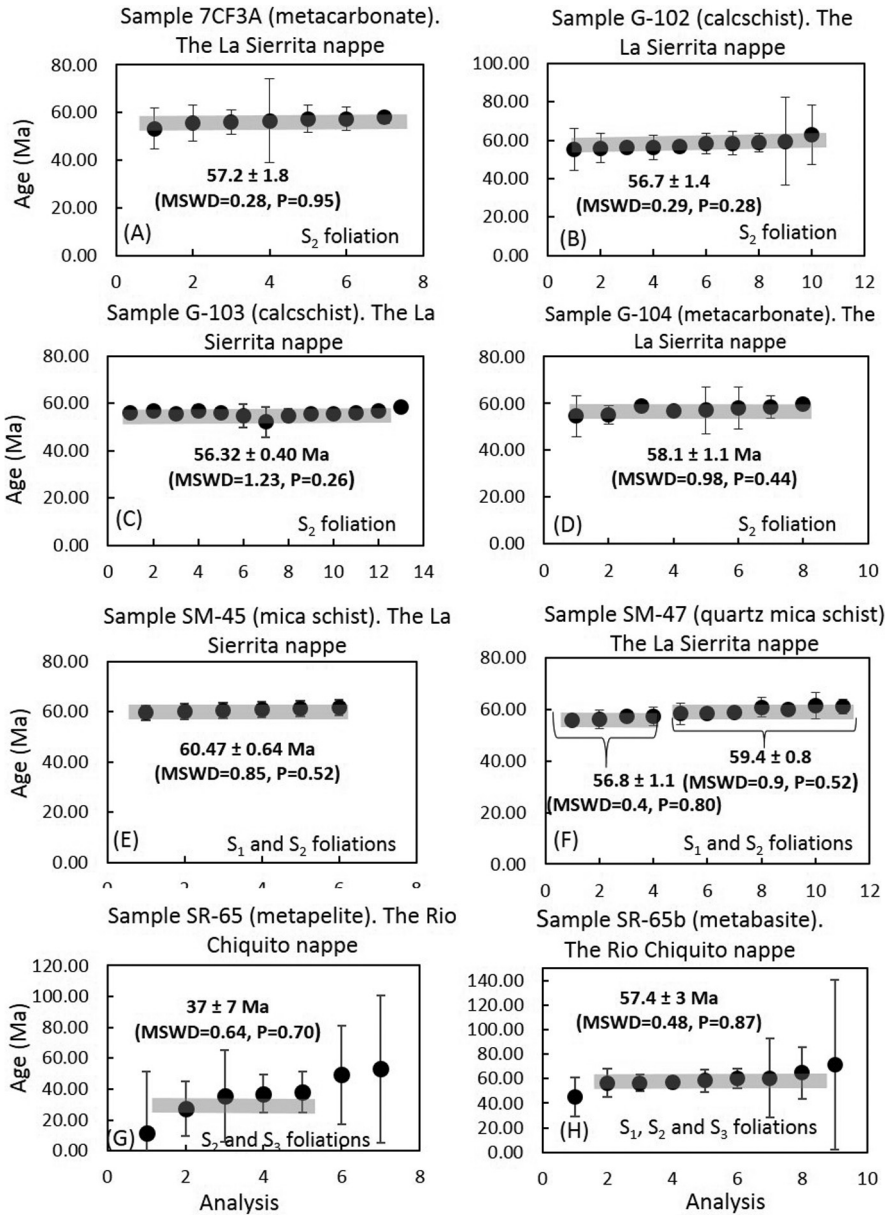 Sample 7CF3A (metacarbonate).
The La Sierrita nappe
80.00
60.00
40.00
20.00
0.00
Age (Ma)
57.2 ± 1.8
(MSWD=0.28, P=0.95)
(A)
S₂ foliation
0 2 4 6 8
Sample G-102 (calcschist). The
La Sierrita nappe
100.00
80.00
60.00
40.00
20.00
0.00
56.7 ± 1.4
(MSWD=0.29, P=0.28)
(B)
S₂ foliation
0 2 4 6 8 10 12
Sample G-103 (calcschist). The La
Sierrita nappe
80.00
60.00
40.00
20.00
0.00
Age (Ma)
56.32 ± 0.40 Ma
(MSWD=1.23, P=0.26)
(C)
S₂ foliation
0 2 4 6 8 10 12 14
Sample G-104 (metacarbonate). The
La Sierrita nappe
80.00
60.00
40.00
20.00
0.00
58.1 ± 1.1 Ma
(MSWD=0.98, P=0.44)
(D)
S₂ foliation
0 2 4 6 8 10
Sample SM-45 (mica schist). The La
Sierrita nappe
80.00
60.00
40.00
20.00
0.00
Age (Ma)
60.47 ± 0.64 Ma
(MSWD=0.85, P=0.52)
(E)
S₁ and S₂ foliations
0 2 4 6 8
Sample SM-47 (quartz mica schist)
The La Sierrita nappe
80.00
60.00
40.00
20.00
0.00
56.8 ± 1.1
(MSWD=0.4, P=0.80)
59.4 ± 0.8
(MSWD=0.9, P=0.52)
(F)
S₁ and S₂ foliations
0 2 4 6 8 10 12
Sample SR-65 (metapelite). The Rio
Chiquito nappe
120.00
100.00
80.00
60.00
40.00
20.00
0.00
Age (Ma)
37 ± 7 Ma
(MSWD=0.64, P=0.70)
(G)
S₂ and S₃ foliations
0 2 4 6 8
Analysis
Sample SR-65b (metabasite).
The Rio Chiquito nappe
140.00
120.00
100.00
80.00
60.00
40.00
20.00
0.00
57.4 ± 3 Ma
(MSWD=0.48, P=0.87)
(H)
S₁, S₂ and S₃ foliations
0 2 4 6 8 10
Analysis